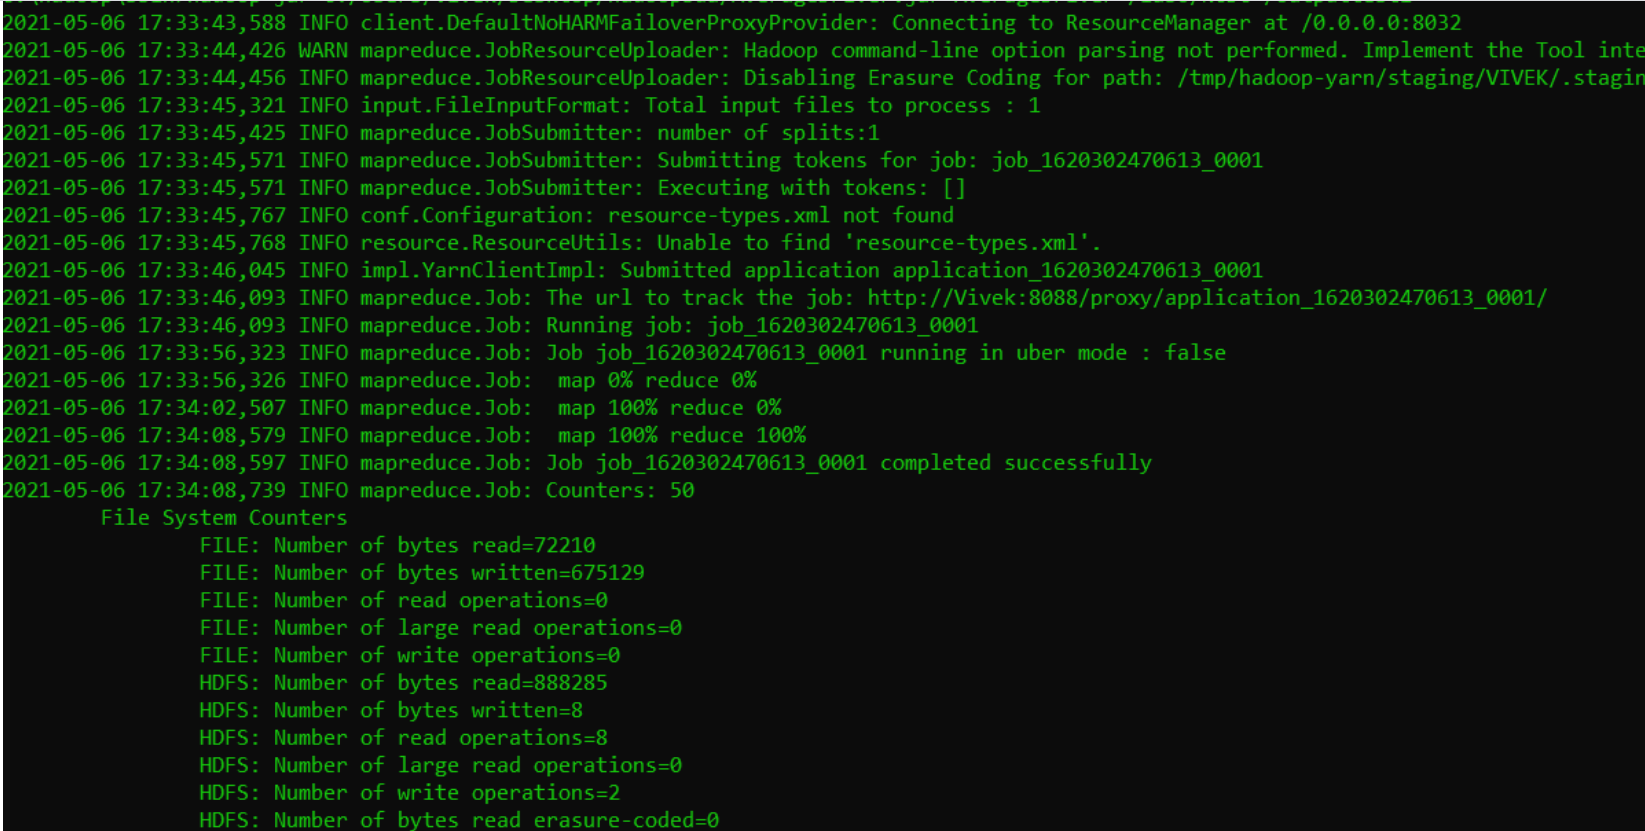 2021-05-06 17:33:43,588 INFO client.DefaultNoHARMFailoverProxyProvider: Connecting to ResourceManager at /0.0.0.0:8032
2021-05-06 17:33:44,426 WARN mapreduce.JobResourceUploader: Hadoop command-line option parsing not performed. Implement the Tool inte
2021-05-06 17:33:44,456 INFO mapreduce.JobResourceUploader: Disabling Erasure Coding for path: /tmp/hadoop-yarn/staging/VIVEK/.stagin
2021-05-06 17:33:45,321 INFO input.FileInputFormat: Total input files to process : 1
2021-05-06 17:33:45,425 INFO mapreduce.JobSubmitter: number of splits:1
2021-05-06 17:33:45,571 INFO mapreduce.JobSubmitter: Submitting tokens for job: job_1620302470613_0001
2021-05-06 17:33:45,571 INFO mapreduce.JobSubmitter: Executing with tokens: []
2021-05-06 17:33:45,767 INFO conf.Configuration: resource-types.xml not found
2021-05-06 17:33:45,768 INFO resource.ResourceUtils: Unable to find 'resource-types.xml'.
2021-05-06 17:33:46,045 INFO impl.YarnClientImpl: Submitted application application_1620302470613_0001
2021-05-06 17:33:46,093 INFO mapreduce.Job: The url to track the job: http://Vivek:8088/proxy/application_1620302470613_0001/
2021-05-06 17:33:46,093 INFO mapreduce.Job: Running job: job_1620302470613_0001
2021-05-06 17:33:56,323 INFO mapreduce.Job: Job job_1620302470613_0001 running in uber mode : false
2021-05-06 17:33:56,326 INFO mapreduce.Job:  map 0% reduce 0%
2021-05-06 17:34:02,507 INFO mapreduce.Job:  map 100% reduce 0%
2021-05-06 17:34:08,579 INFO mapreduce.Job:  map 100% reduce 100%
2021-05-06 17:34:08,597 INFO mapreduce.Job: Job job_1620302470613_0001 completed successfully
2021-05-06 17:34:08,739 INFO mapreduce.Job: Counters: 50
File System Counters
FILE: Number of bytes read=72210
FILE: Number of bytes written=675129
FILE: Number of read operations=0
FILE: Number of large read operations=0
FILE: Number of write operations=0
HDFS: Number of bytes read=888285
HDFS: Number of bytes written=8
HDFS: Number of read operations=8
HDFS: Number of large read operations=0
HDFS: Number of write operations=2
HDFS: Number of bytes read erasure-coded=0